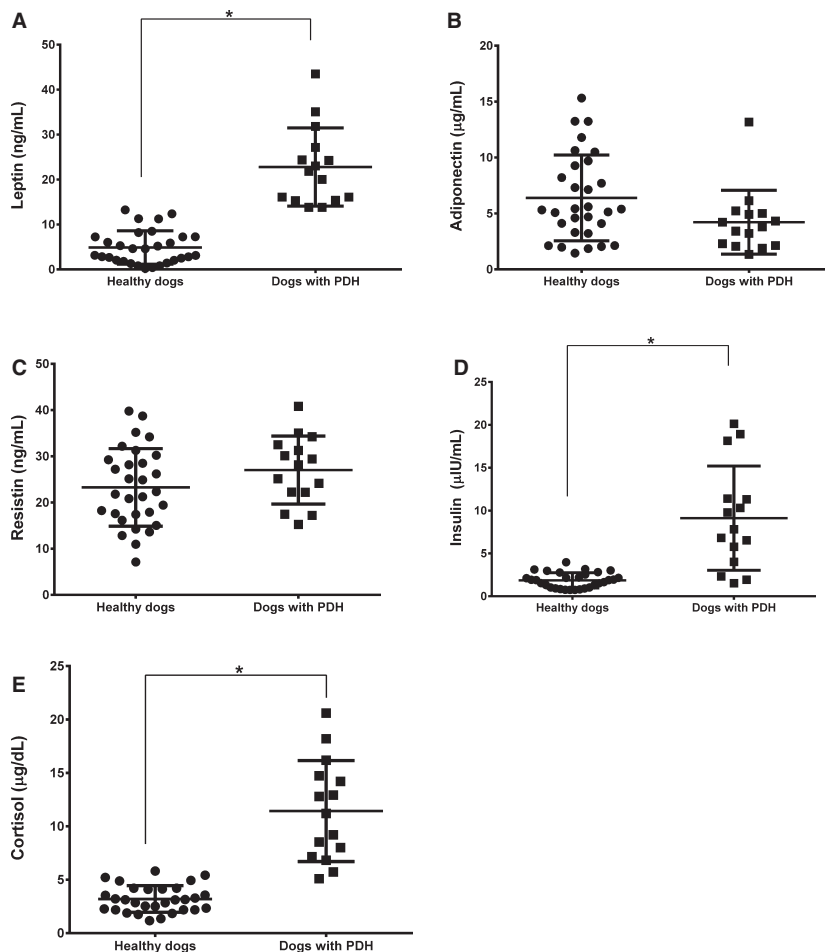 A
*
Leptin (ng/mL)
50
40
30
20
10
0
Healthy dogs
Dogs with PDH
B
Adiponectin (μg/mL)
20
15
10
5
0
Healthy dogs
Dogs with PDH
C
Resistin (ng/mL)
50
40
30
20
10
0
Healthy dogs
Dogs with PDH
D
*
Insulin (μIU/mL)
25
20
15
10
5
0
Healthy dogs
Dogs with PDH
E
*
Cortisol (μg/dL)
25
20
15
10
5
0
Healthy dogs
Dogs with PDH